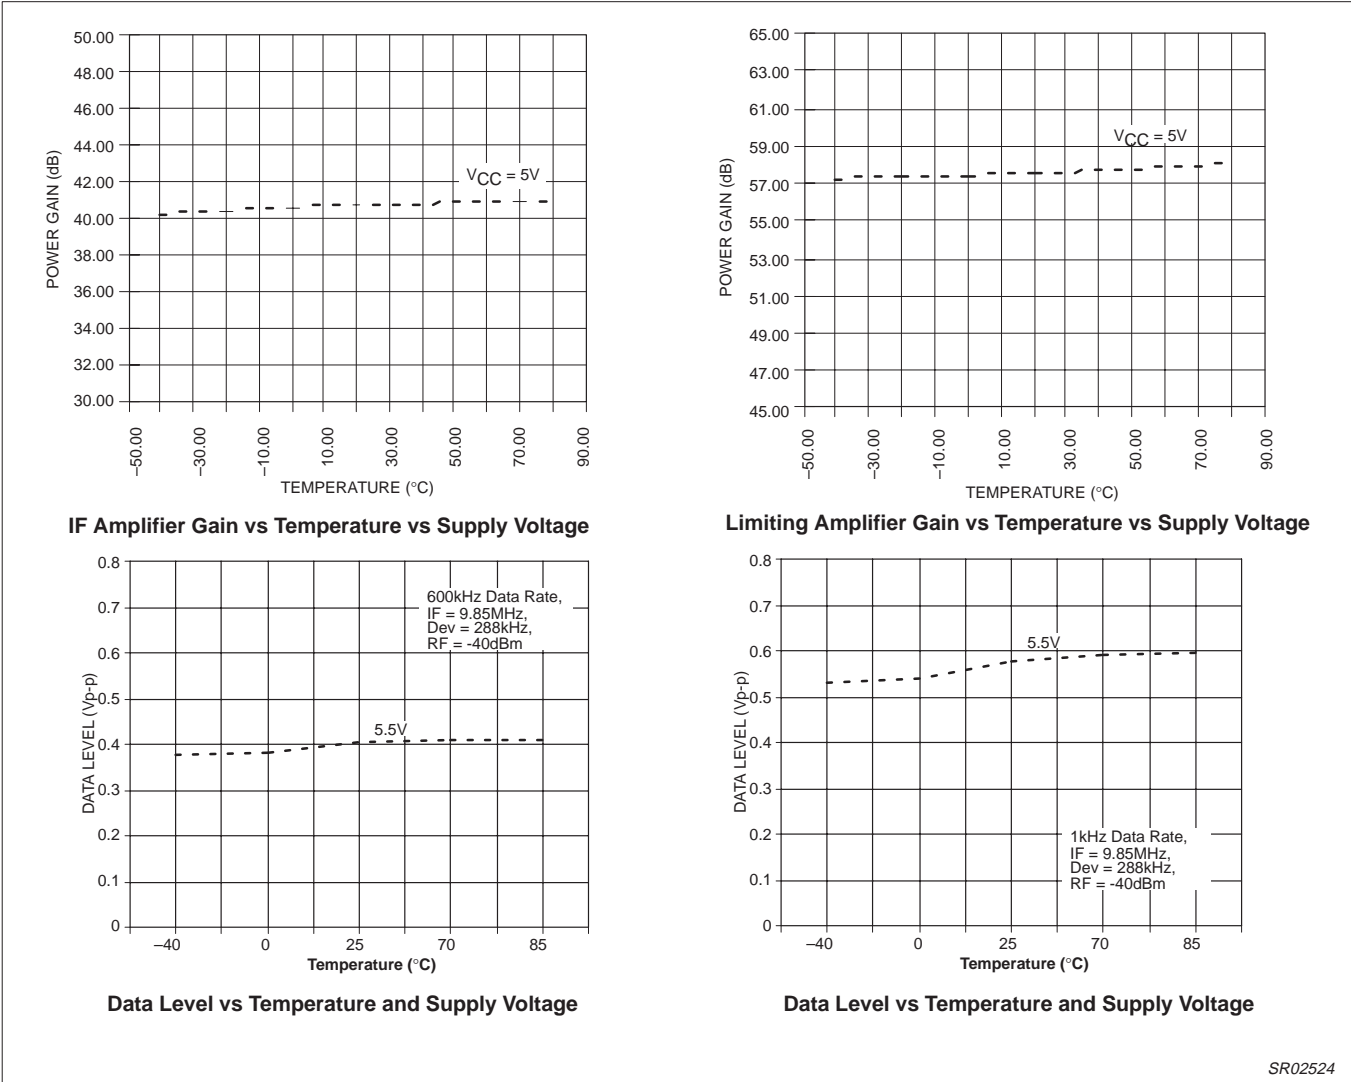 50.00
48.00
46.00
44.00
42.00
40.00
38.00
36.00
34.00
32.00
30.00
POWER GAIN (dB)
VCC = 5V
–50.00
–30.00
–10.00
10.00
30.00
50.00
70.00
90.00
TEMPERATURE (°C)
IF Amplifier Gain vs Temperature vs Supply Voltage
65.00
63.00
61.00
59.00
57.00
55.00
53.00
51.00
49.00
47.00
45.00
POWER GAIN (dB)
VCC = 5V
–50.00
–30.00
–10.00
10.00
30.00
50.00
70.00
90.00
TEMPERATURE (°C)
Limiting Amplifier Gain vs Temperature vs Supply Voltage
0.8
0.7
0.6
0.5
0.4
0.3
0.2
0.1
0
DATA LEVEL (Vp-p)
600kHz Data Rate,
IF = 9.85MHz,
Dev = 288kHz,
RF = -40dBm
5.5V
–40
0
25
70
85
Temperature (°C)
Data Level vs Temperature and Supply Voltage
0.8
0.7
0.6
0.5
0.4
0.3
0.2
0.1
0
DATA LEVEL (Vp-p)
5.5V
1kHz Data Rate,
IF = 9.85MHz,
Dev = 288kHz,
RF = -40dBm
–40
0
25
70
85
Temperature (°C)
Data Level vs Temperature and Supply Voltage
SR02524